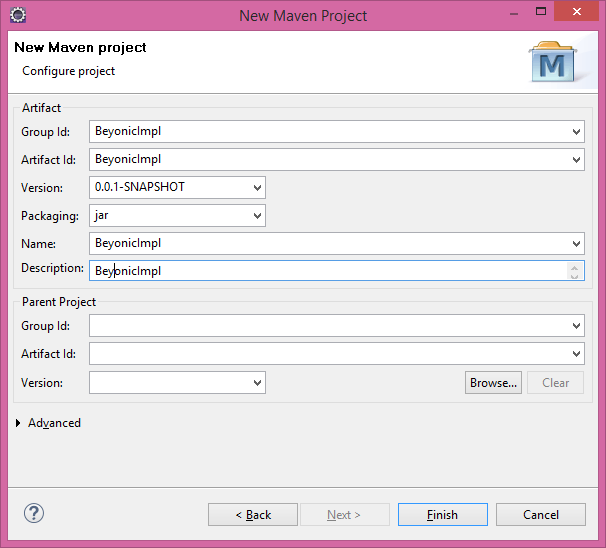 New Maven Project
New Maven project
Configure project
M
Artifact
Group Id: BeyonicImpl
Artifact Id: BeyonicImpl
Version: 0.0.1-SNAPSHOT
Packaging: jar
Name: BeyonicImpl
Description: BeyonicImpl
Parent Project
Group Id:
Artifact Id:
Version: Browse... Clear
Advanced
? < Back Next > Finish Cancel